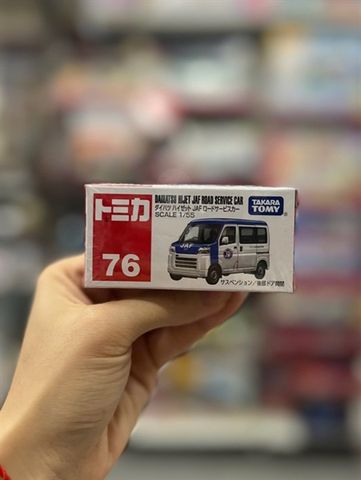 トミカ
76
DAIHATSU HIJET JAF ROAD SERVICE CAR
ダイハツ ハイゼット JAF ロードサービスカー
SCALE 1/55
TAKARA
TOMY
JAF
サスペンション/後部ドア開閉